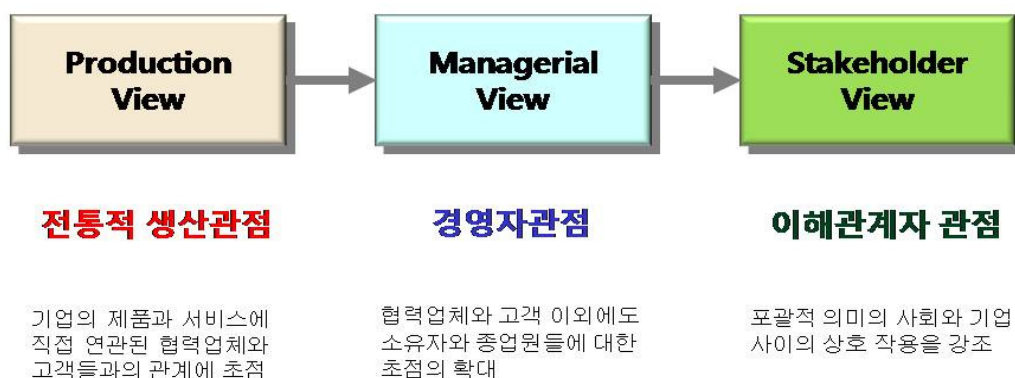 Production
View
Managerial
View
Stakeholder
View
전통적 생산관점
경영자관점
이해관계자 관점
기업의 제품과 서비스에
직접 연관된 협력업체와
고객들과의 관계에 초점
협력업체와 고객 이외에도
소유자와 종업원들에 대한
초점의 확대
포괄적 의미의 사회와 기업
사이의 상호 작용을 강조